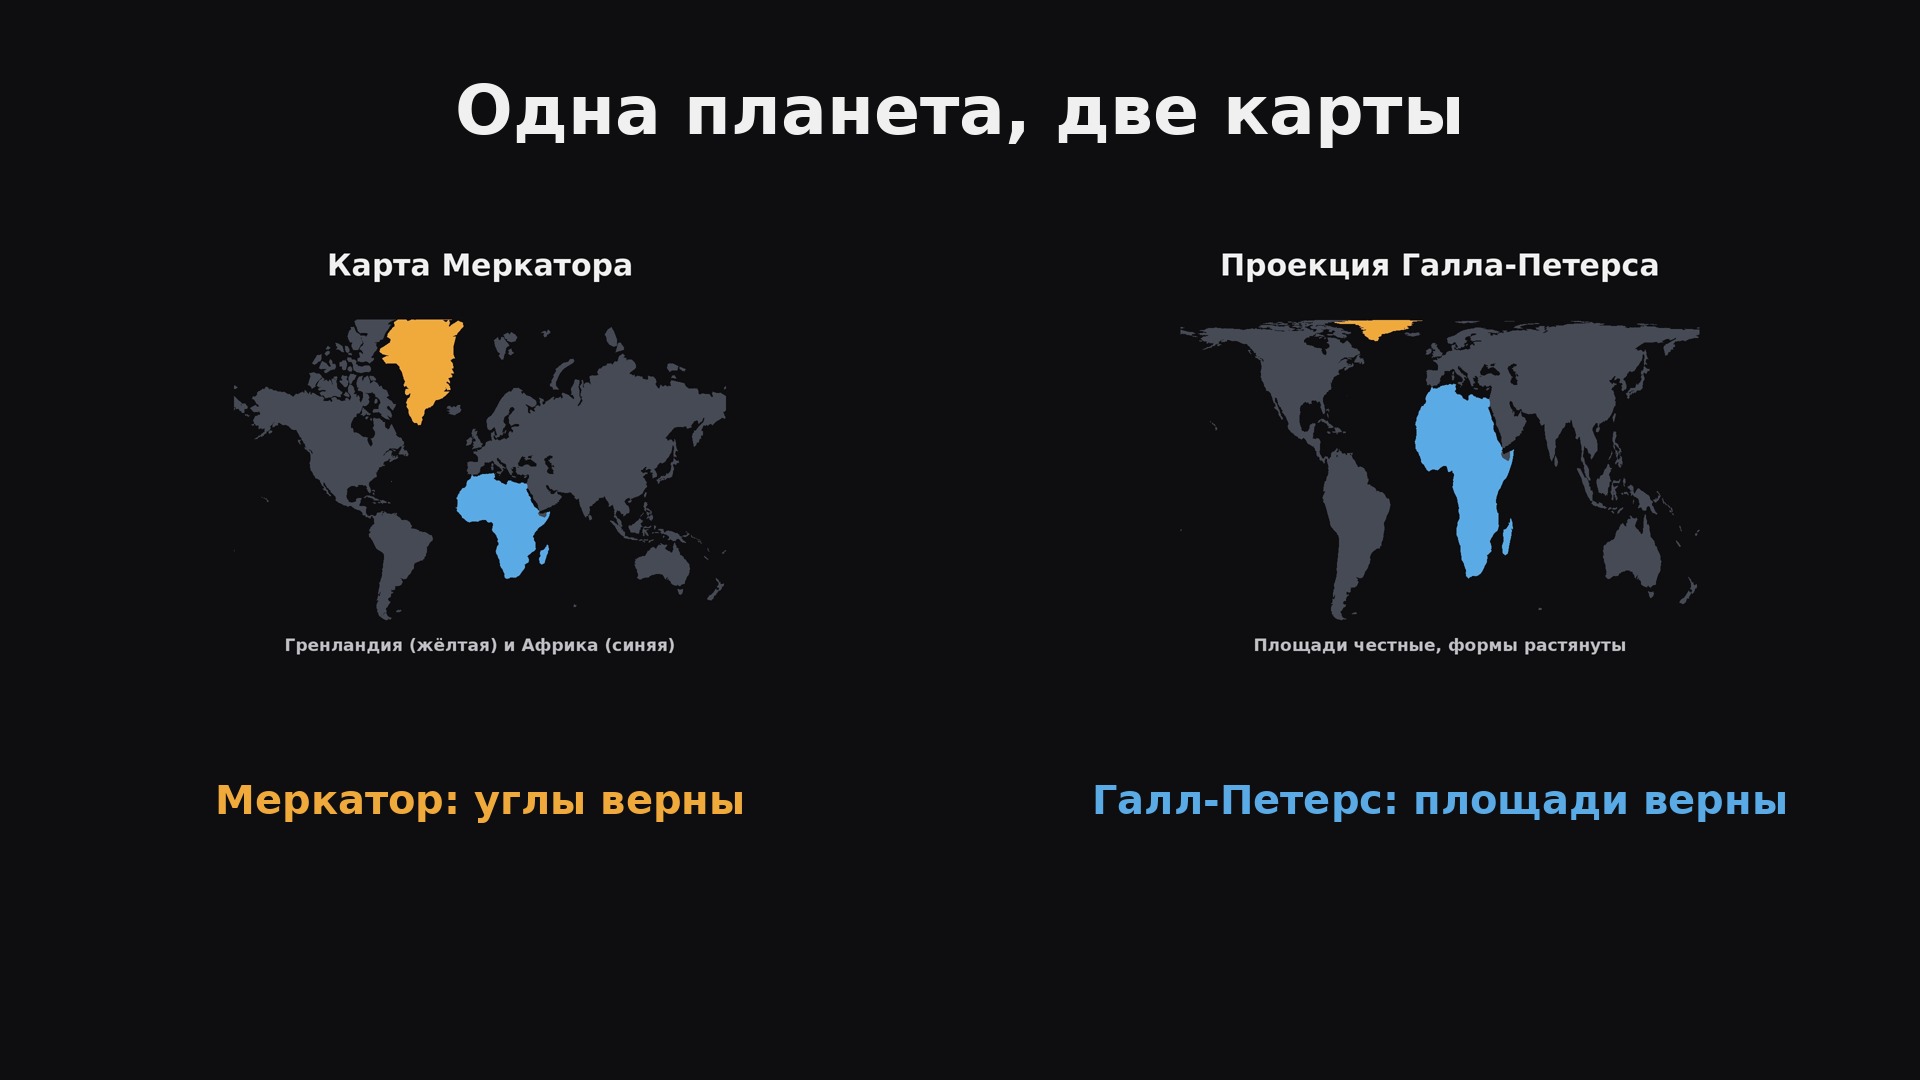 Одна планета, две карты
Карта Меркатора
Проекция Галла-Петерса
Гренландия (жёлтая) и Африка (синяя)
Площади честные, формы растянуты
Меркатор: углы верны
Галл-Петерс: площади верны